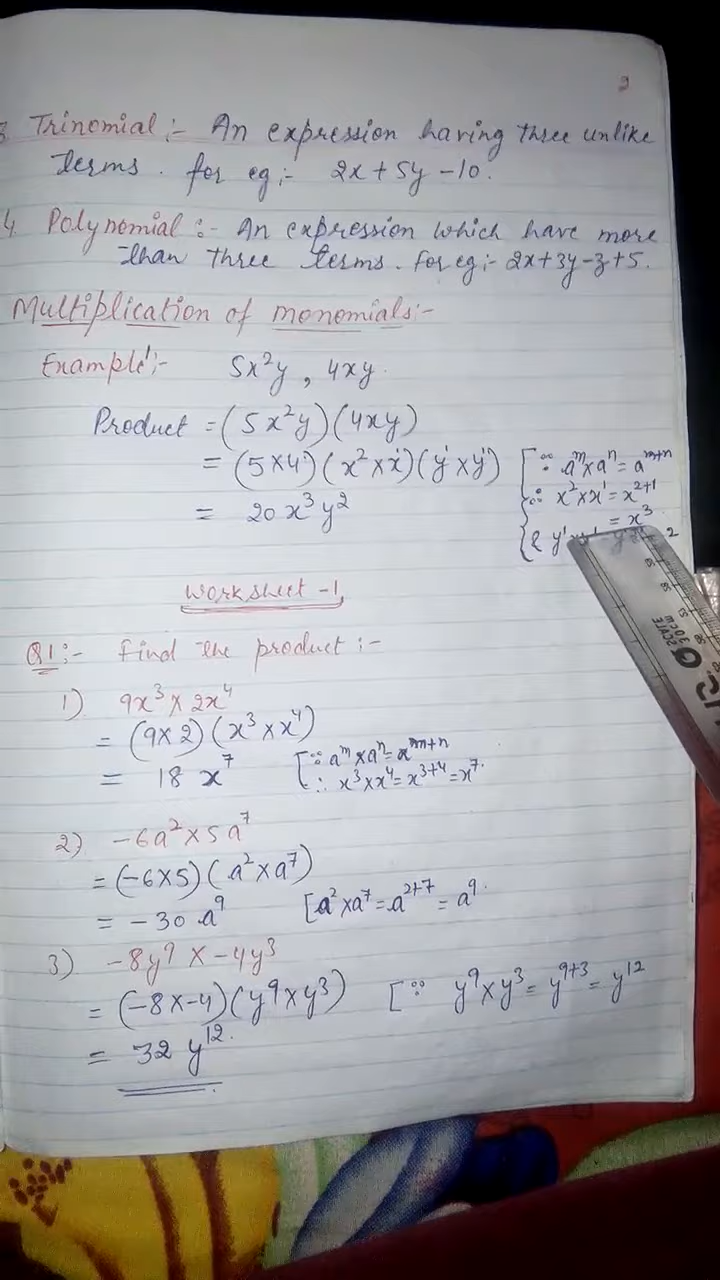 2
3 Trinomial :- An expression having three unlike
terms. for eg :- 2x + 5y - 10.
4 Polynomial :- An expression which have more
than three terms. For eg :- 2x+3y-z+5.
Multiplication of monomials:-
Example' :- 5x²y , 4xy.
Product = (5x²y)(4xy)
= (5×4)(x²×x¹)(y¹×y¹) [∵ aᵐ×aⁿ = aᵐ⁺ⁿ
∴ x²×x¹ = x²⁺¹
= 20x³y² = x³
& y¹ 2
Worksheet -1
Q1:- Find the product :-
1) 9x³ × 2x⁴
= (9×2)(x³×x⁴)
= 18 x⁷ [∵ aᵐ×aⁿ=aᵐ⁺ⁿ
∴ x³×x⁴=x³⁺⁴=x⁷.
2) -6a²×5a⁷
= (-6×5)(a²×a⁷)
= -30 a⁹ [a²×a⁷=a²⁺⁷=a⁹.
3) -8y⁹ × -4y³
= (-8×-4)(y⁹×y³) [∵ y⁹×y³=y⁹⁺³=y¹²
= 32 y¹².
SCALE
30CM